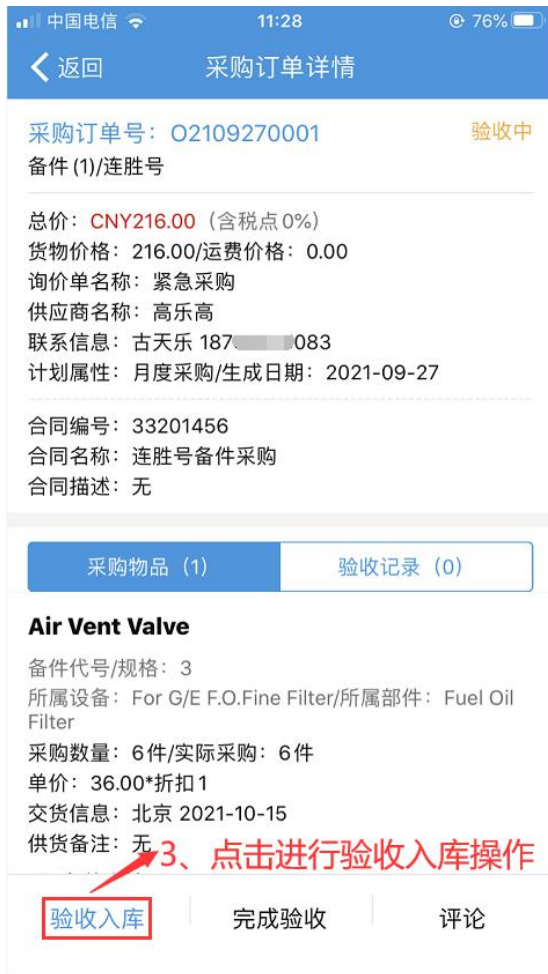 中国电信 11:28 76%
返回 采购订单详情
采购订单号：O2109270001 验收中
备件(1)/连胜号
总价：CNY216.00（含税点0%）
货物价格：216.00/运费价格：0.00
询价单名称：紧急采购
供应商名称：高乐高
联系信息：古天乐 187 083
计划属性：月度采购/生成日期：2021-09-27
合同编号：33201456
合同名称：连胜号备件采购
合同描述：无
采购物品（1） 验收记录（0）
Air Vent Valve
备件代号/规格：3
所属设备：For G/E F.O.Fine Filter/所属部件：Fuel Oil
Filter
采购数量：6件/实际采购：6件
单价：36.00*折扣1
交货信息：北京 2021-10-15
供货备注：无
3、点击进行验收入库操作
验收入库 完成验收 评论